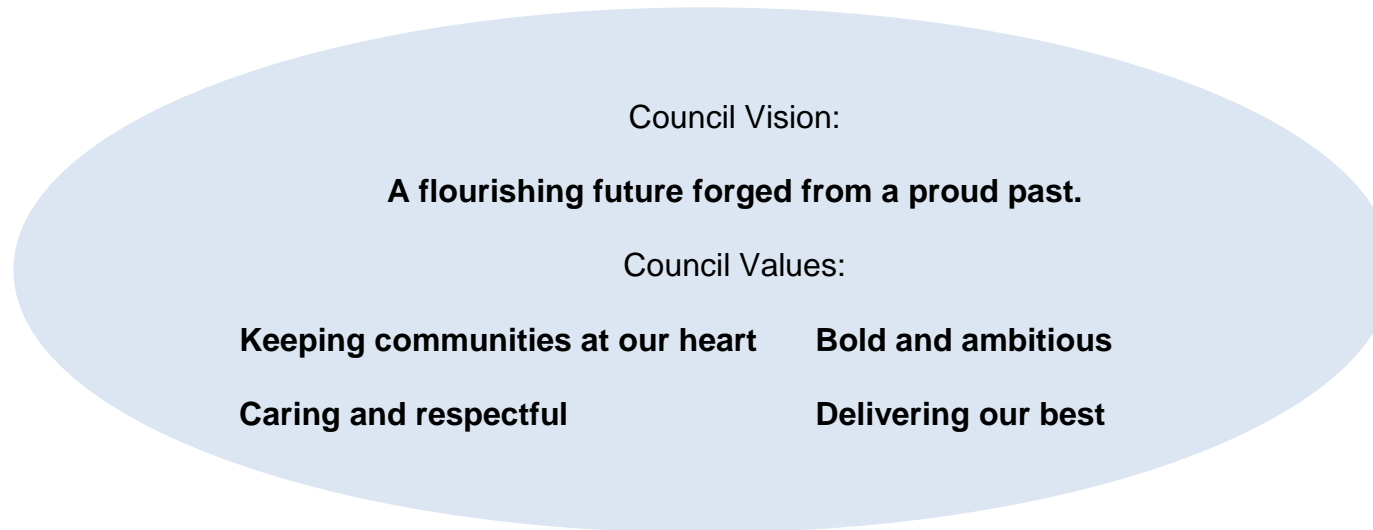 Council Vision:
A flourishing future forged from a proud past.
Council Values:
Keeping communities at our heart Bold and ambitious
Caring and respectful Delivering our best